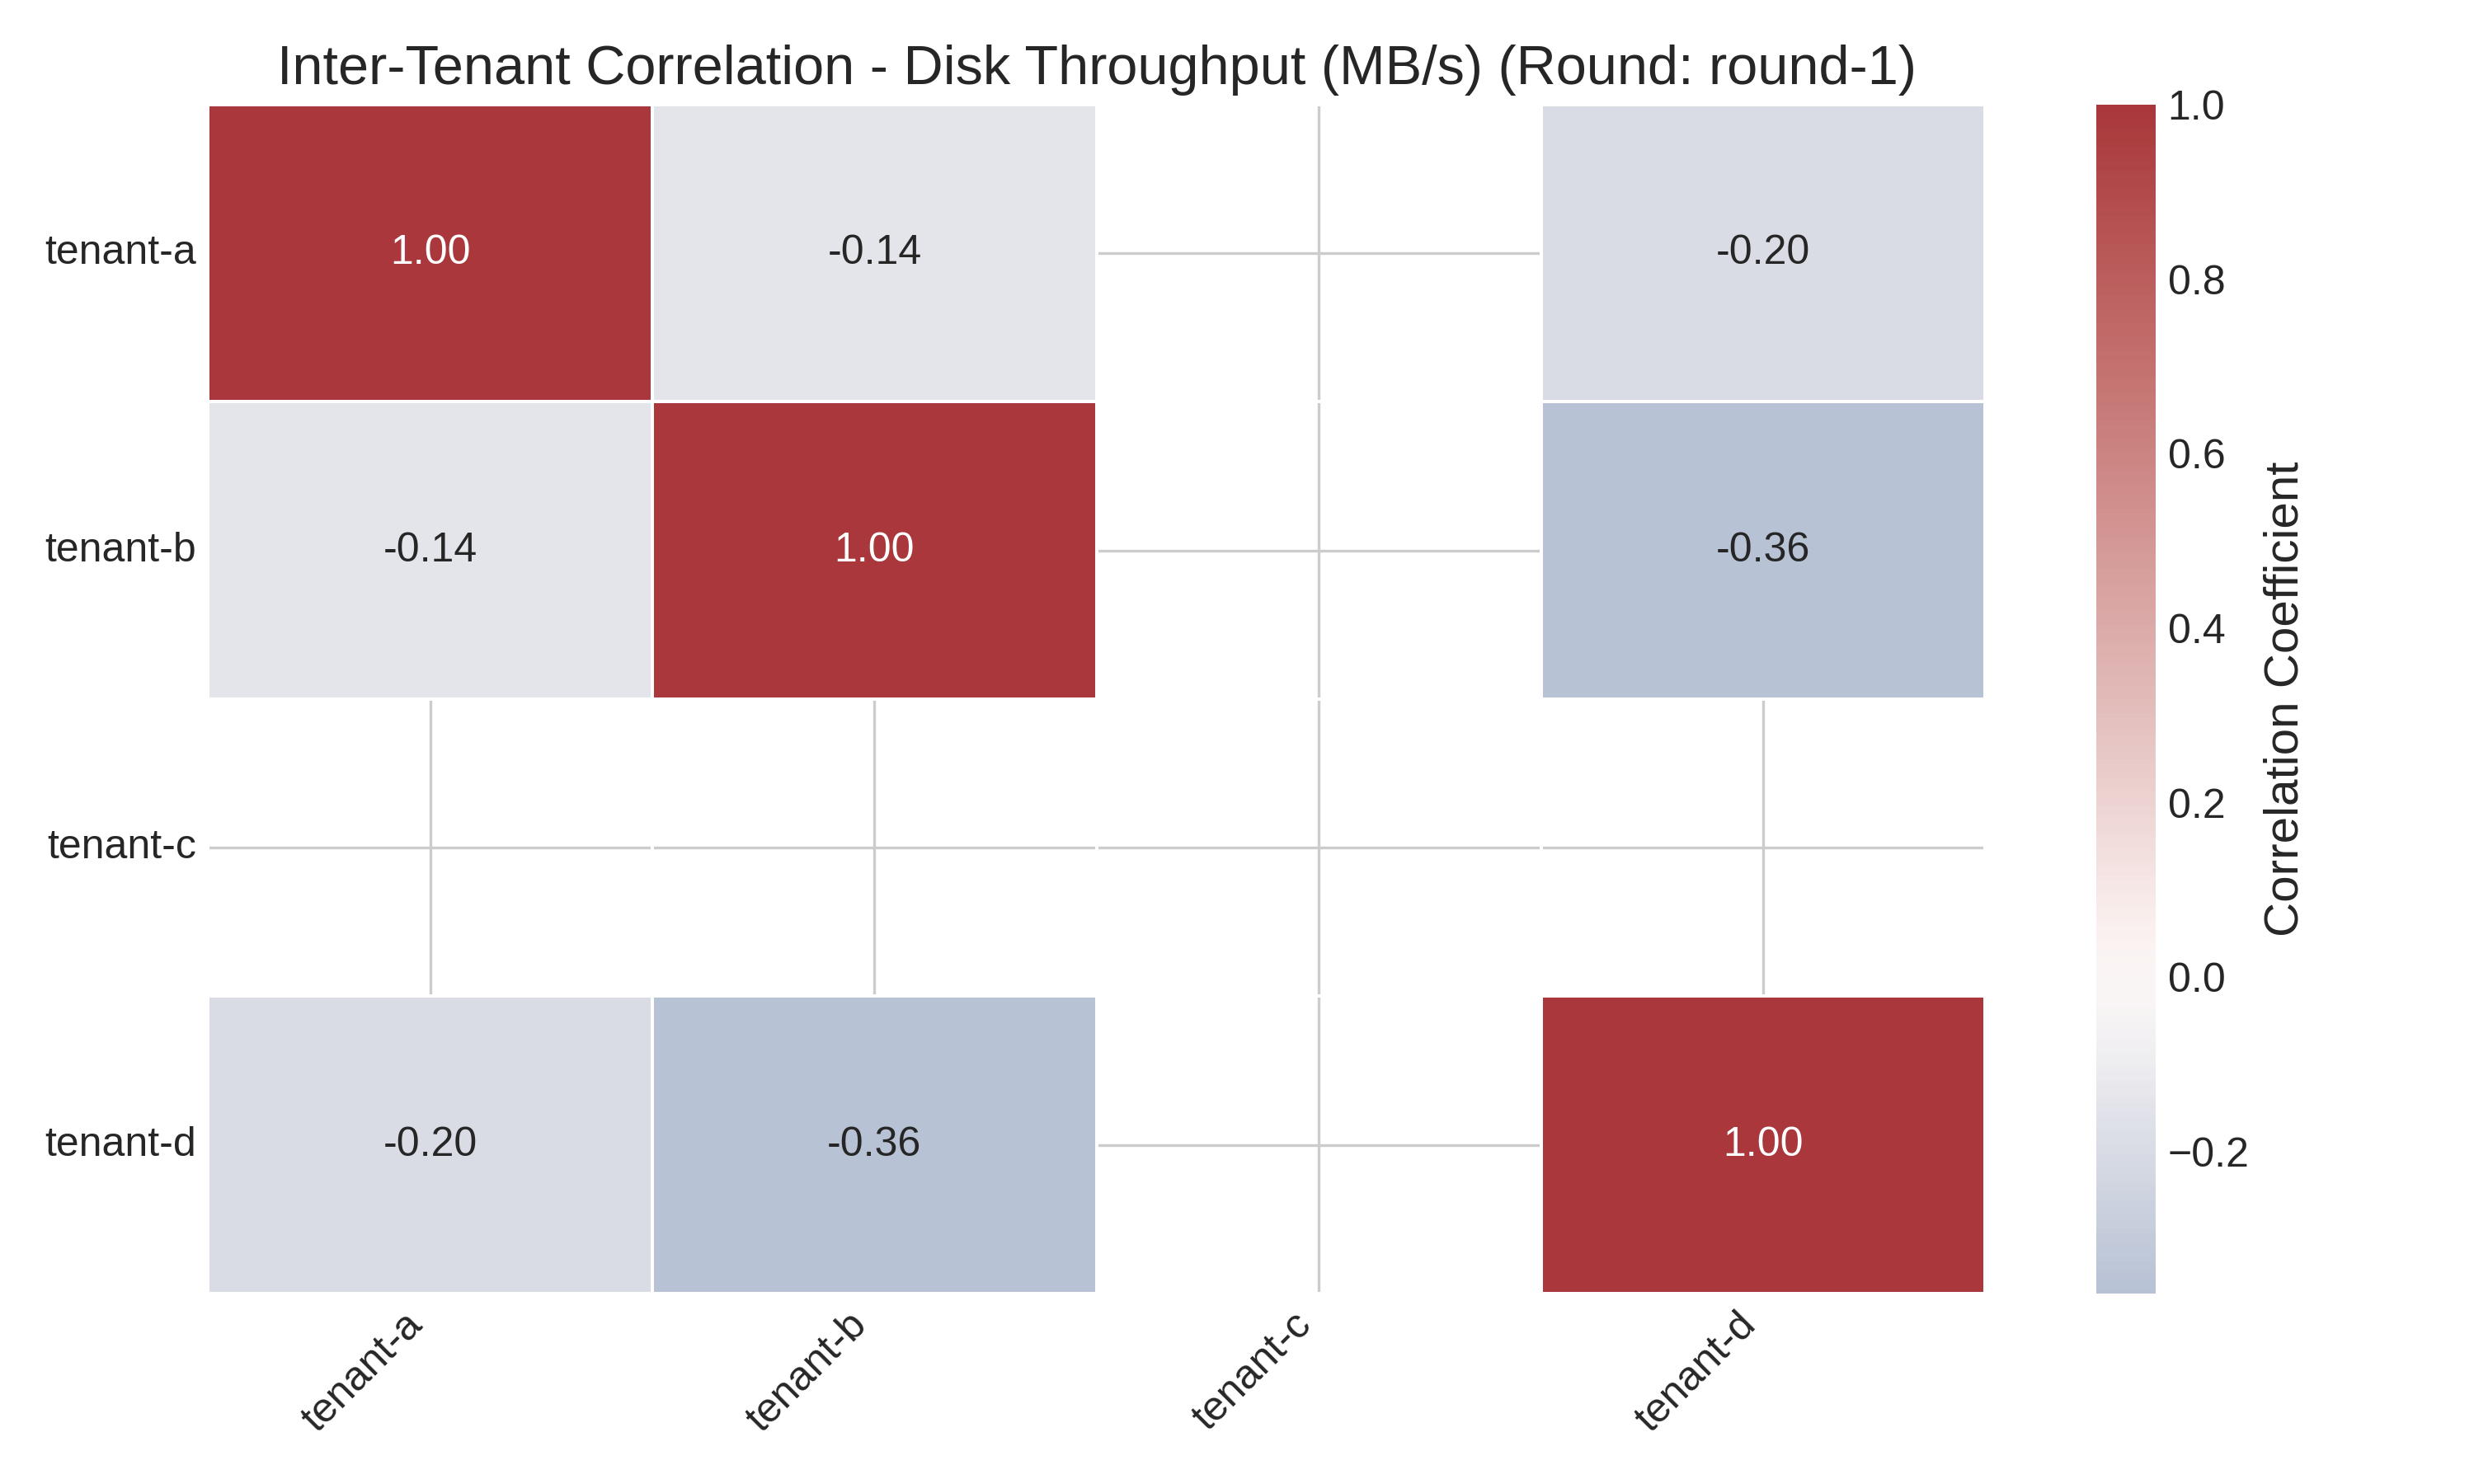 Inter-Tenant Correlation - Disk Throughput (MB/s) (Round: round-1)
tenant-a 1.00 -0.14 -0.20
tenant-b -0.14 1.00 -0.36
tenant-c
tenant-d -0.20 -0.36 1.00
tenant-a tenant-b tenant-c tenant-d
1.0
0.8
0.6
0.4
0.2
0.0
−0.2
Correlation Coefficient